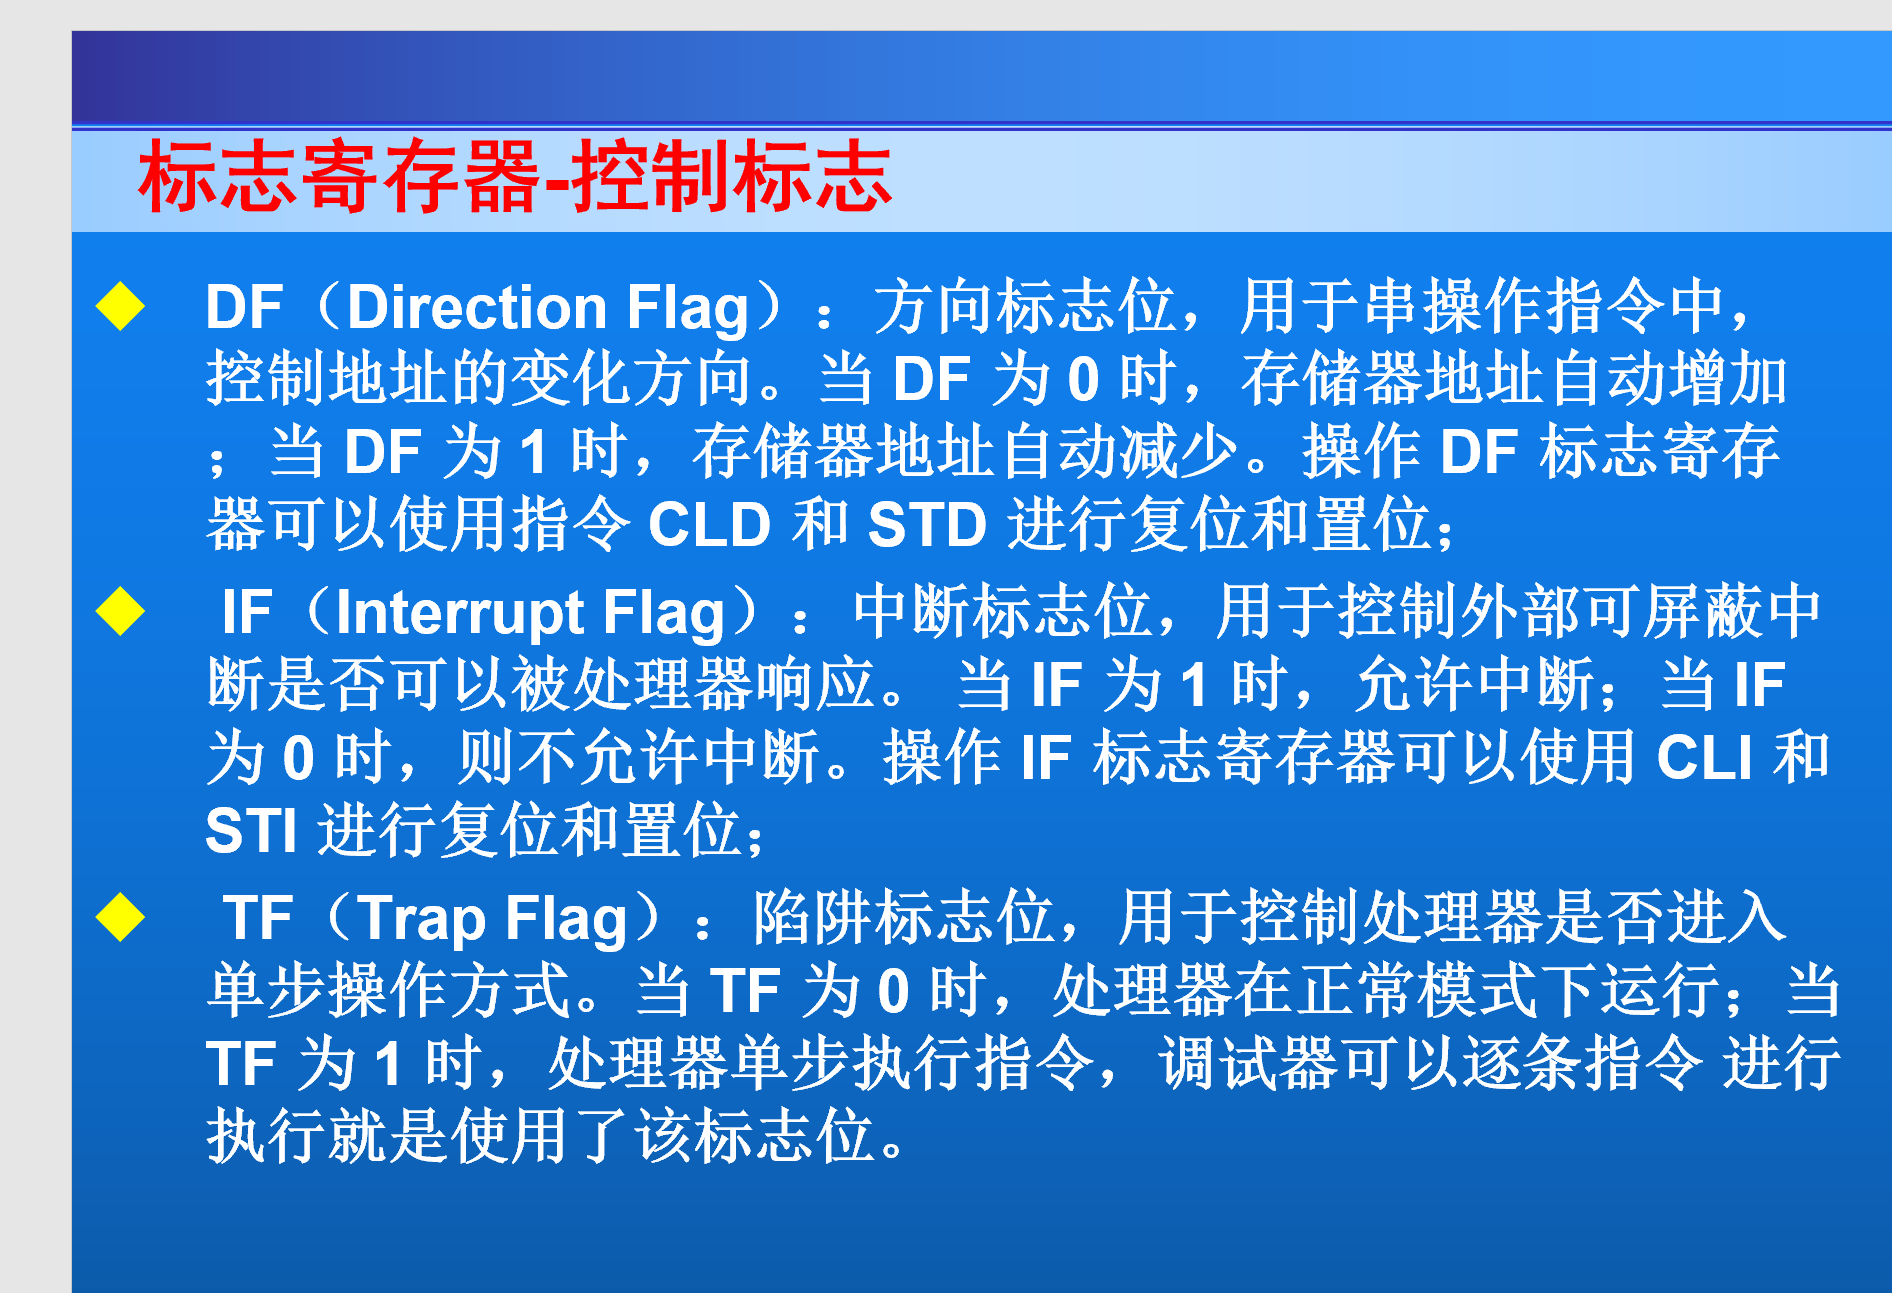 标志寄存器-控制标志
DF（Direction Flag）：方向标志位，用于串操作指令中，
控制地址的变化方向。当 DF 为 0 时，存储器地址自动增加
；当 DF 为 1 时，存储器地址自动减少。操作 DF 标志寄存
器可以使用指令 CLD 和 STD 进行复位和置位；
IF（Interrupt Flag）：中断标志位，用于控制外部可屏蔽中
断是否可以被处理器响应。 当 IF 为 1 时，允许中断；当 IF
为 0 时，则不允许中断。操作 IF 标志寄存器可以使用 CLI 和
STI 进行复位和置位；
TF（Trap Flag）：陷阱标志位，用于控制处理器是否进入
单步操作方式。当 TF 为 0 时，处理器在正常模式下运行；当
TF 为 1 时，处理器单步执行指令，调试器可以逐条指令 进行
执行就是使用了该标志位。